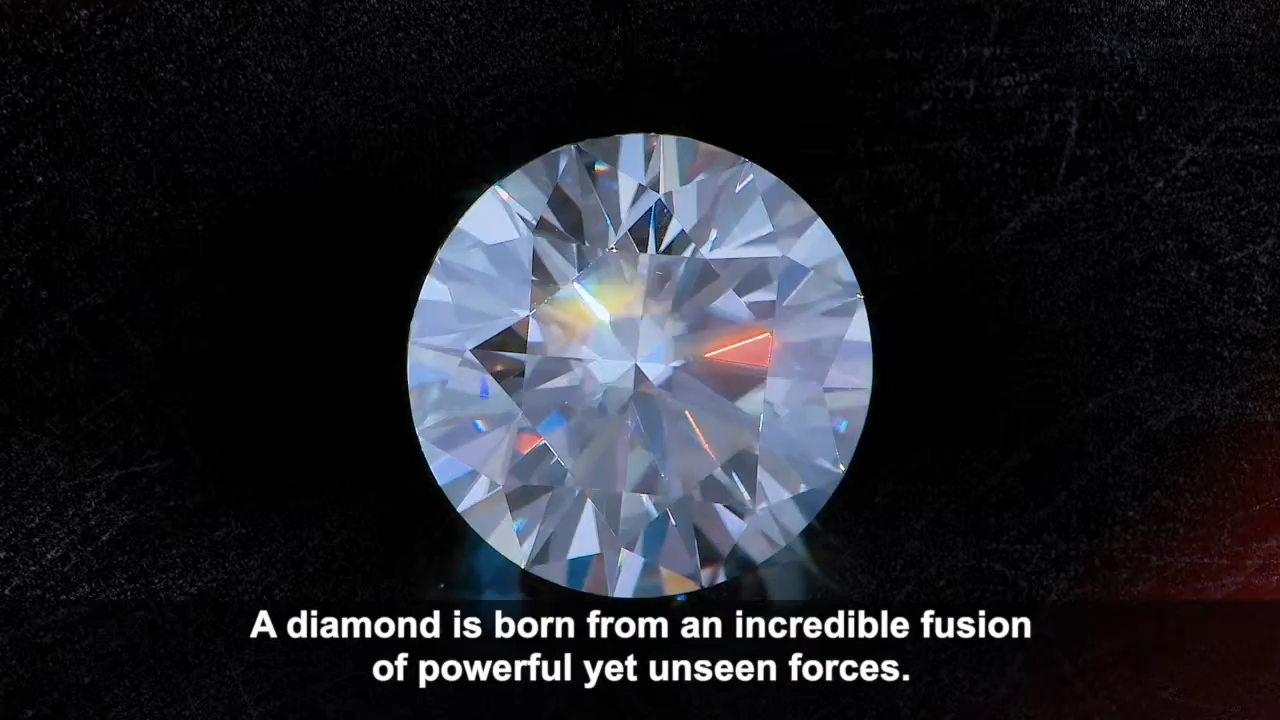 A diamond is born from an incredible fusion
of powerful yet unseen forces.